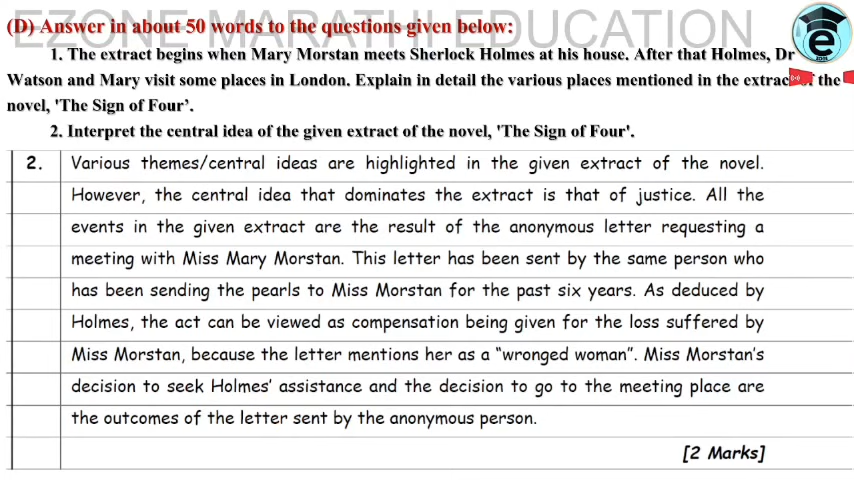 EZONE MARATHI EDUCATION
(D) Answer in about 50 words to the questions given below:
1. The extract begins when Mary Morstan meets Sherlock Holmes at his house. After that Holmes, Dr
Watson and Mary visit some places in London. Explain in detail the various places mentioned in the extract of the
novel, 'The Sign of Four'.
2. Interpret the central idea of the given extract of the novel, 'The Sign of Four'.
2. Various themes/central ideas are highlighted in the given extract of the novel.
However, the central idea that dominates the extract is that of justice. All the
events in the given extract are the result of the anonymous letter requesting a
meeting with Miss Mary Morstan. This letter has been sent by the same person who
has been sending the pearls to Miss Morstan for the past six years. As deduced by
Holmes, the act can be viewed as compensation being given for the loss suffered by
Miss Morstan, because the letter mentions her as a “wronged woman”. Miss Morstan's
decision to seek Holmes' assistance and the decision to go to the meeting place are
the outcomes of the letter sent by the anonymous person.
[2 Marks]